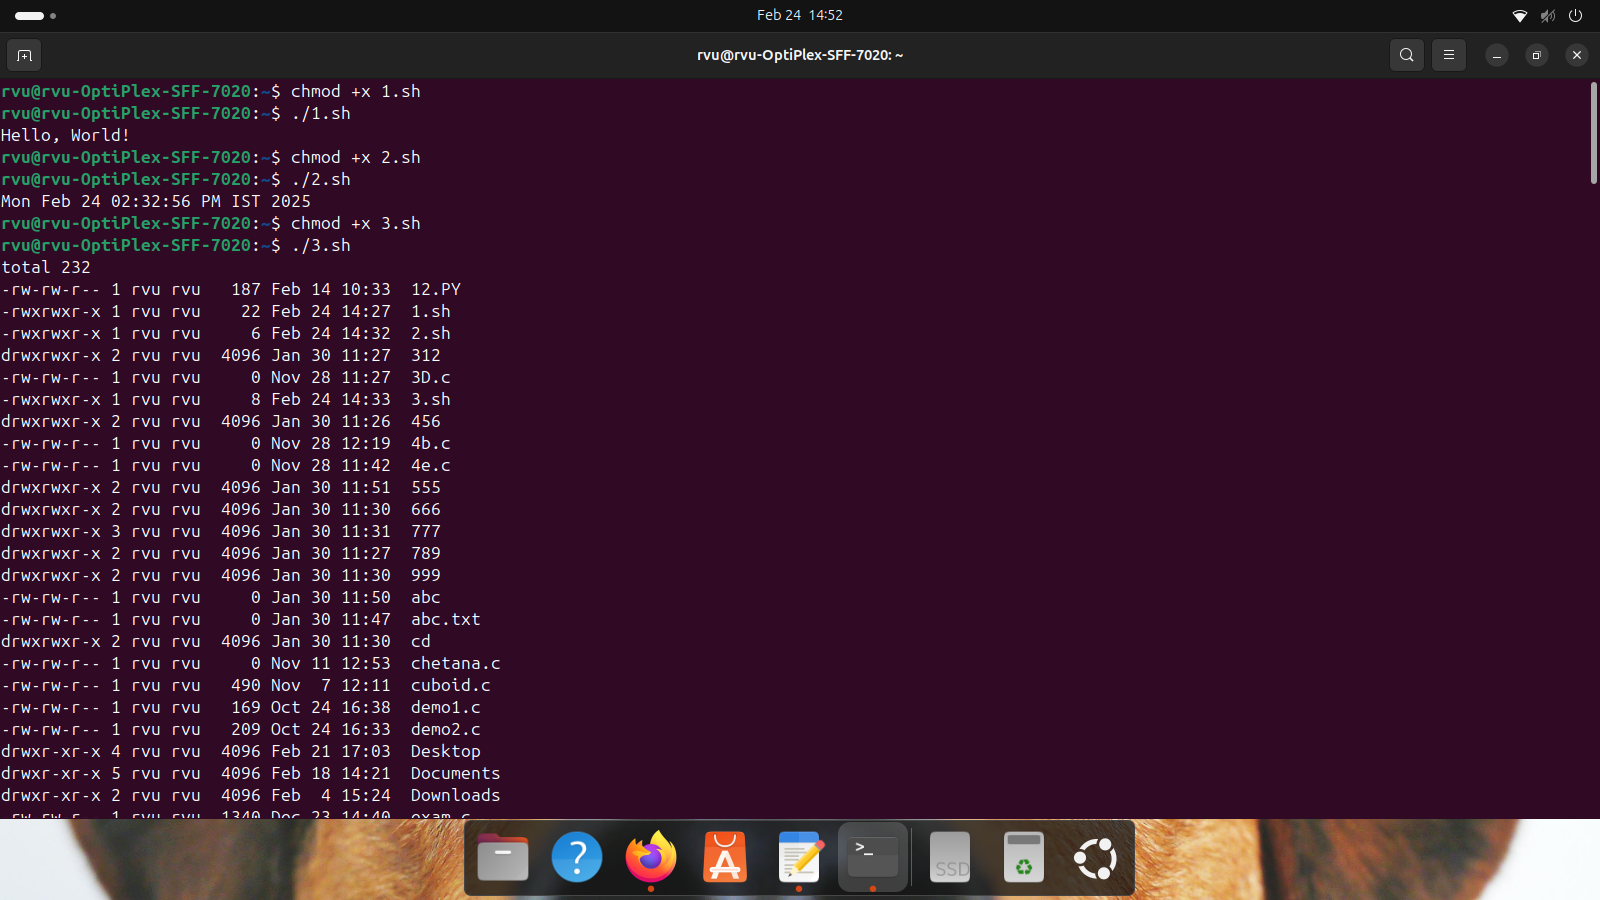 Feb 24 14:52
rvu@rvu-OptiPlex-SFF-7020: ~
rvu@rvu-OptiPlex-SFF-7020:~$ chmod +x 1.sh
rvu@rvu-OptiPlex-SFF-7020:~$ ./1.sh
Hello, World!
rvu@rvu-OptiPlex-SFF-7020:~$ chmod +x 2.sh
rvu@rvu-OptiPlex-SFF-7020:~$ ./2.sh
Mon Feb 24 02:32:56 PM IST 2025
rvu@rvu-OptiPlex-SFF-7020:~$ chmod +x 3.sh
rvu@rvu-OptiPlex-SFF-7020:~$ ./3.sh
total 232
-rw-rw-r-- 1 rvu rvu   187 Feb 14 10:33  12.PY
-rwxrwxr-x 1 rvu rvu    22 Feb 24 14:27  1.sh
-rwxrwxr-x 1 rvu rvu     6 Feb 24 14:32  2.sh
drwxrwxr-x 2 rvu rvu  4096 Jan 30 11:27  312
-rw-rw-r-- 1 rvu rvu     0 Nov 28 11:27  3D.c
-rwxrwxr-x 1 rvu rvu     8 Feb 24 14:33  3.sh
drwxrwxr-x 2 rvu rvu  4096 Jan 30 11:26  456
-rw-rw-r-- 1 rvu rvu     0 Nov 28 12:19  4b.c
-rw-rw-r-- 1 rvu rvu     0 Nov 28 11:42  4e.c
drwxrwxr-x 2 rvu rvu  4096 Jan 30 11:51  555
drwxrwxr-x 2 rvu rvu  4096 Jan 30 11:30  666
drwxrwxr-x 3 rvu rvu  4096 Jan 30 11:31  777
drwxrwxr-x 2 rvu rvu  4096 Jan 30 11:27  789
drwxrwxr-x 2 rvu rvu  4096 Jan 30 11:30  999
-rw-rw-r-- 1 rvu rvu     0 Jan 30 11:50  abc
-rw-rw-r-- 1 rvu rvu     0 Jan 30 11:47  abc.txt
drwxrwxr-x 2 rvu rvu  4096 Jan 30 11:30  cd
-rw-rw-r-- 1 rvu rvu     0 Nov 11 12:53  chetana.c
-rw-rw-r-- 1 rvu rvu   490 Nov  7 12:11  cuboid.c
-rw-rw-r-- 1 rvu rvu   169 Oct 24 16:38  demo1.c
-rw-rw-r-- 1 rvu rvu   209 Oct 24 16:33  demo2.c
drwxr-xr-x 4 rvu rvu  4096 Feb 21 17:03  Desktop
drwxr-xr-x 5 rvu rvu  4096 Feb 18 14:21  Documents
drwxr-xr-x 2 rvu rvu  4096 Feb  4 15:24  Downloads
-rw-rw-r-- 1 rvu rvu  1340 Dec 23 14:40  exam.c
? >_ SSD